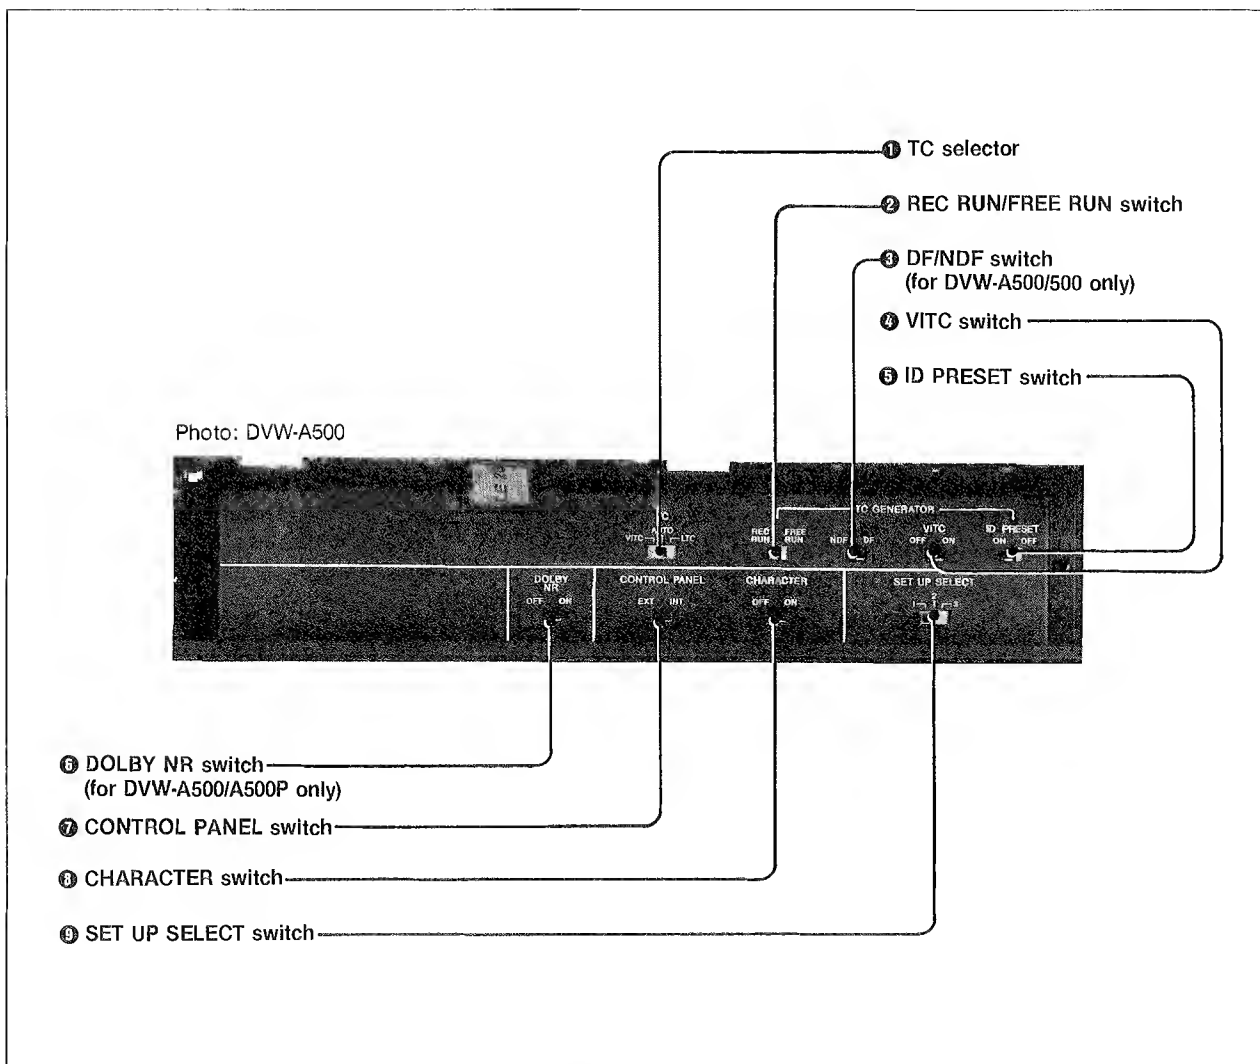 ❶ TC selector
❷ REC RUN/FREE RUN switch
❸ DF/NDF switch
(for DVW-A500/500 only)
❹ VITC switch
❺ ID PRESET switch
Photo: DVW-A500
TC GENERATOR
AUTO
VITC LTC
REC RUN FREE RUN
NDF DF
VITC
OFF ON
ID PRESET
ON OFF
DOLBY NR
OFF ON
CONTROL PANEL
EXT INT
CHARACTER
OFF ON
SET UP SELECT
1 2 3
❻ DOLBY NR switch
(for DVW-A500/A500P only)
❼ CONTROL PANEL switch
❽ CHARACTER switch
❾ SET UP SELECT switch